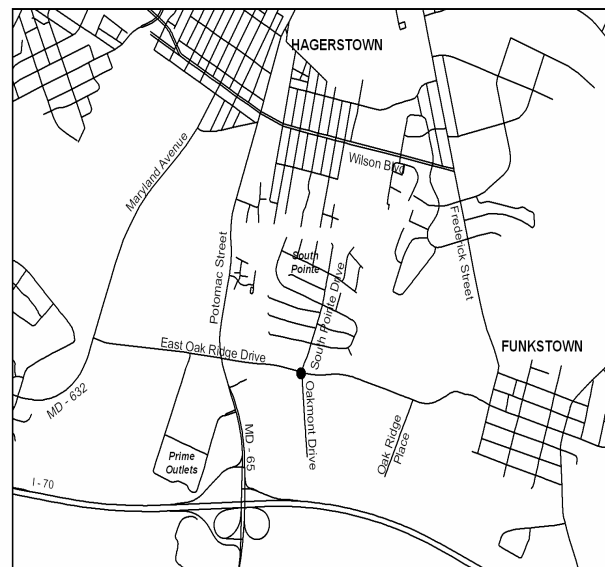 HAGERSTOWN
Wilson Blvd
Maryland Avenue
Frederick Street
Potomac Street
South
Pointe
South Pointe Drive
East Oak Ridge Drive
FUNKSTOWN
MD - 632
Oakmont Drive
Oak Ridge
Place
MD - 65
Prime
Outlets
I - 70